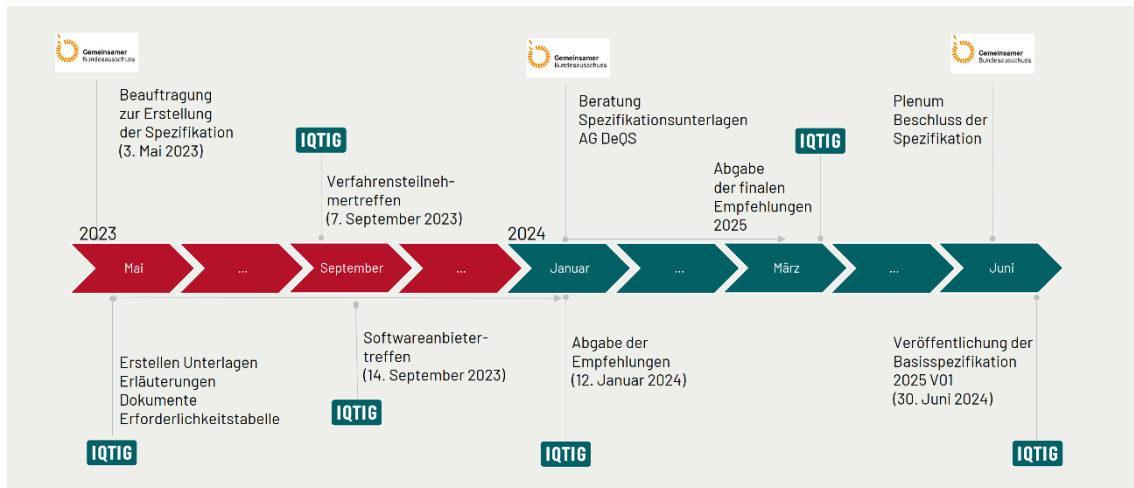 Gemeinsamer
Bundesausschuss
Gemeinsamer
Bundesausschuss
Gemeinsamer
Bundesausschuss
Beauftragung
zur Erstellung
der Spezifikation
(3. Mai 2023)
IQTIG
Verfahrensteilneh-
mertreffen
(7. September 2023)
Beratung
Spezifikationsunterlagen
AG DeQS
IQTIG
Abgabe
der finalen
Empfehlungen
2025
Plenum
Beschluss der
Spezifikation
2023
2024
Mai
...
September
...
Januar
...
März
...
Juni
Erstellen Unterlagen
Erläuterungen
Dokumente
Erforderlichkeitstabelle
IQTIG
Softwareanbieter-
treffen
(14. September 2023)
IQTIG
Abgabe der
Empfehlungen
(12. Januar 2024)
IQTIG
Veröffentlichung der
Basisspezifikation
2025 V01
(30. Juni 2024)
IQTIG